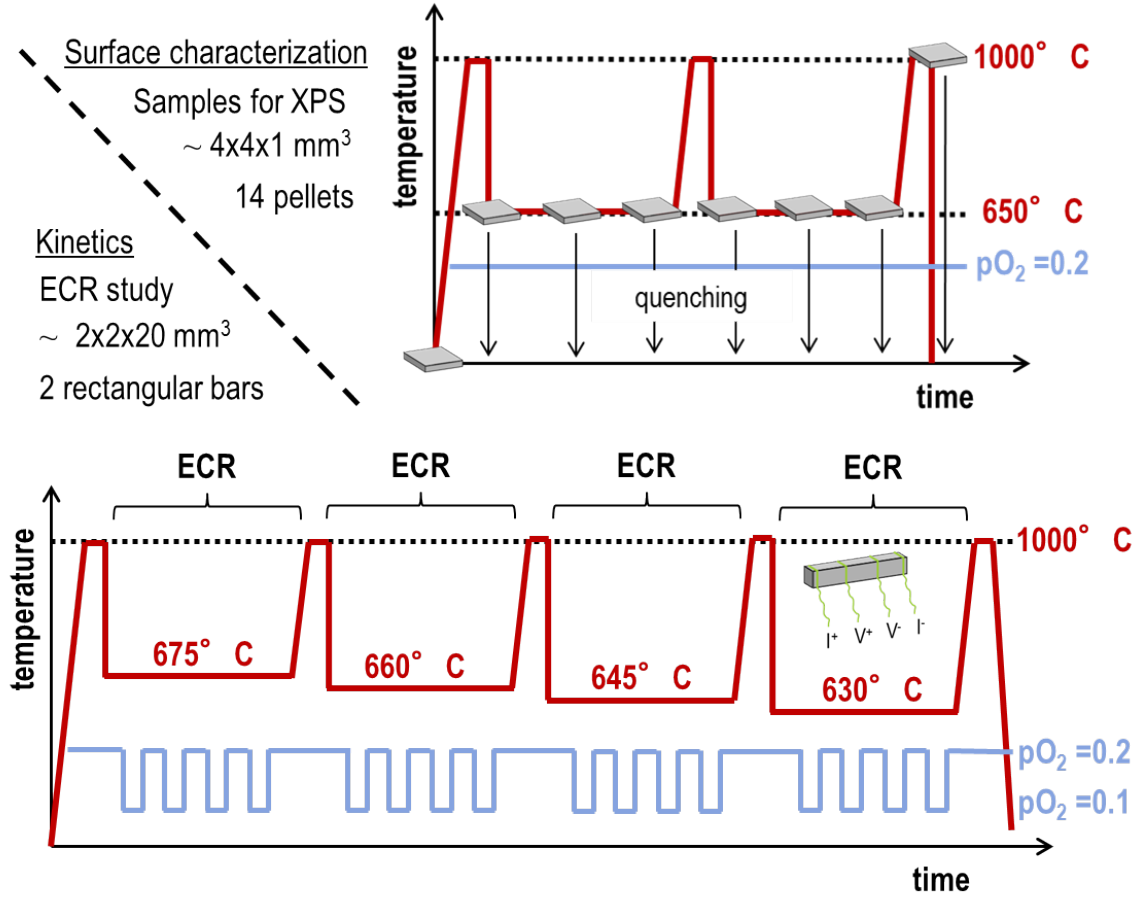 Surface characterization
Samples for XPS
~ 4x4x1 mm³
14 pellets
Kinetics
ECR study
~ 2x2x20 mm³
2 rectangular bars
temperature
1000° C
650° C
pO₂ =0.2
quenching
time
ECR
ECR
ECR
ECR
temperature
1000° C
675° C
660° C
645° C
630° C
I⁺ V⁺ V⁻ I⁻
pO₂ =0.2
pO₂ =0.1
time